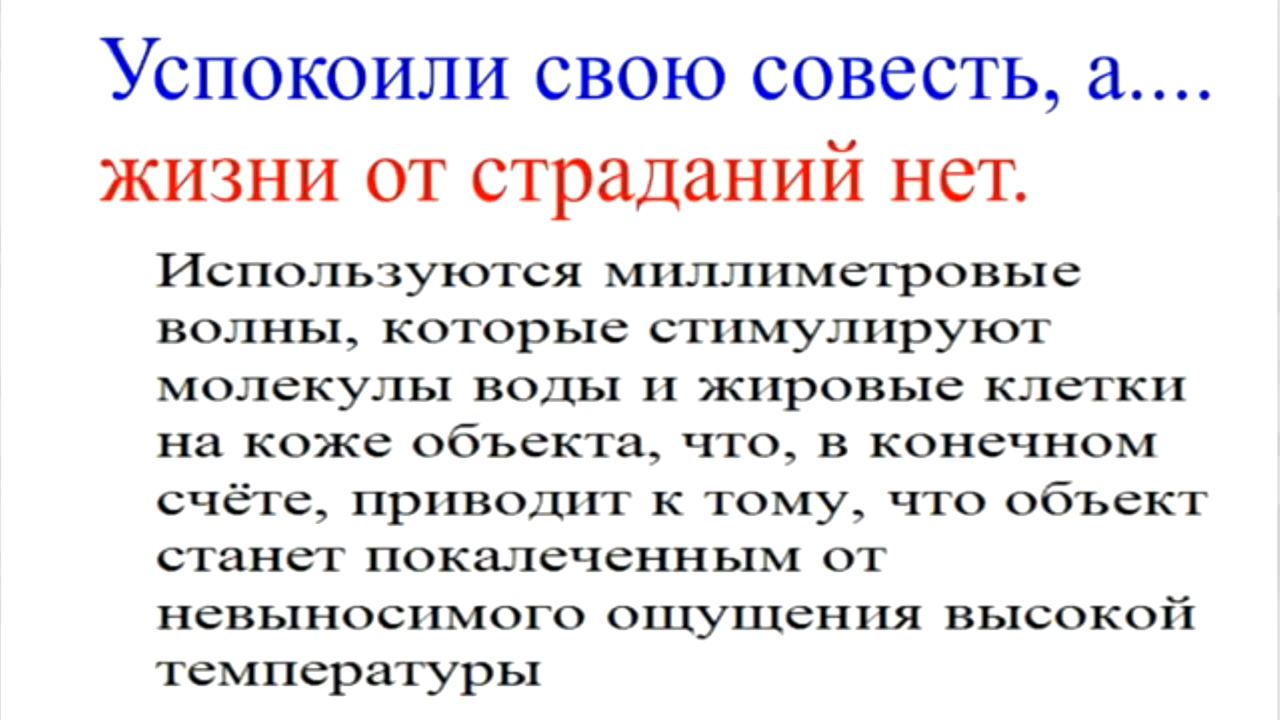 Успокоили свою совесть, а....
жизни от страданий нет.
Используются миллиметровые
волны, которые стимулируют
молекулы воды и жировые клетки
на коже объекта, что, в конечном
счёте, приводит к тому, что объект
станет покалеченным от
невыносимого ощущения высокой
температуры